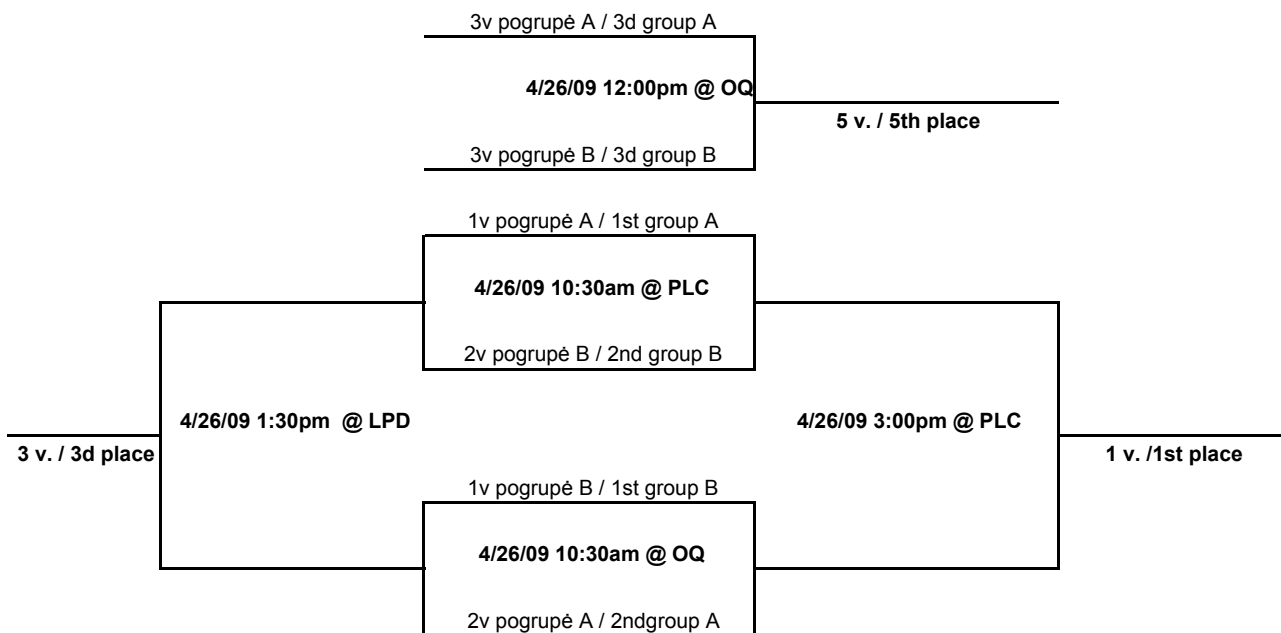 3v pogrupė A / 3d group A
4/26/09 12:00pm @ OQ
5 v. / 5th place
3v pogrupė B / 3d group B
1v pogrupė A / 1st group A
4/26/09 10:30am @ PLC
2v pogrupė B / 2nd group B
4/26/09 1:30pm @ LPD
4/26/09 3:00pm @ PLC
3 v. / 3d place
1 v. /1st place
1v pogrupė B / 1st group B
4/26/09 10:30am @ OQ
2v pogrupė A / 2ndgroup A